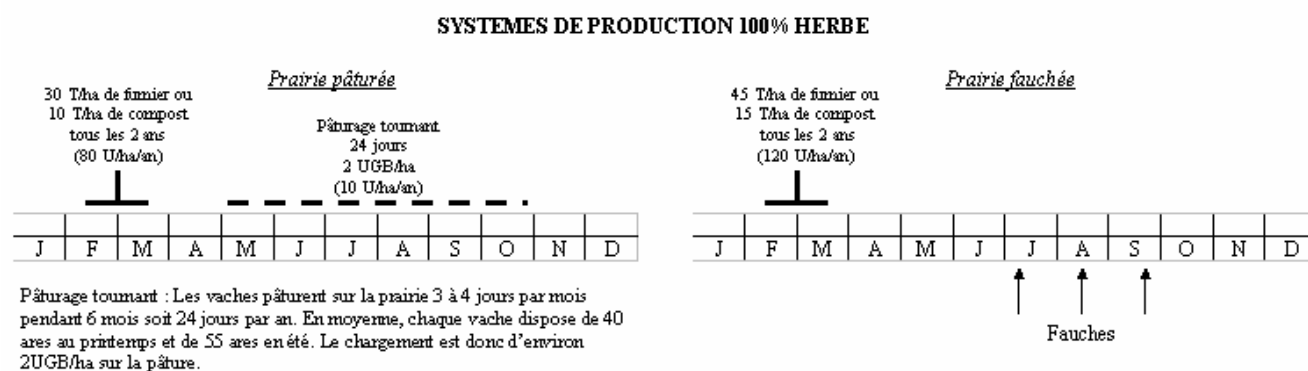 SYSTEMES DE PRODUCTION 100% HERBE
Prairie pâturée
30 T/ha de fumier ou
10 T/ha de compost
tous les 2 ans
(80 U/ha/an)
Pâturage tournant
24 jours
2 UGB/ha
(10 U/ha/an)
J F M A M J J A S O N D
Pâturage tournant : Les vaches pâturent sur la prairie 3 à 4 jours par mois
pendant 6 mois soit 24 jours par an. En moyenne, chaque vache dispose de 40
ares au printemps et de 55 ares en été. Le chargement est donc d'environ
2UGB/ha sur la pâture.
Prairie fauchée
45 T/ha de fumier ou
15 T/ha de compost
tous les 2 ans
(120 U/ha/an)
J F M A M J J A S O N D
Fauches